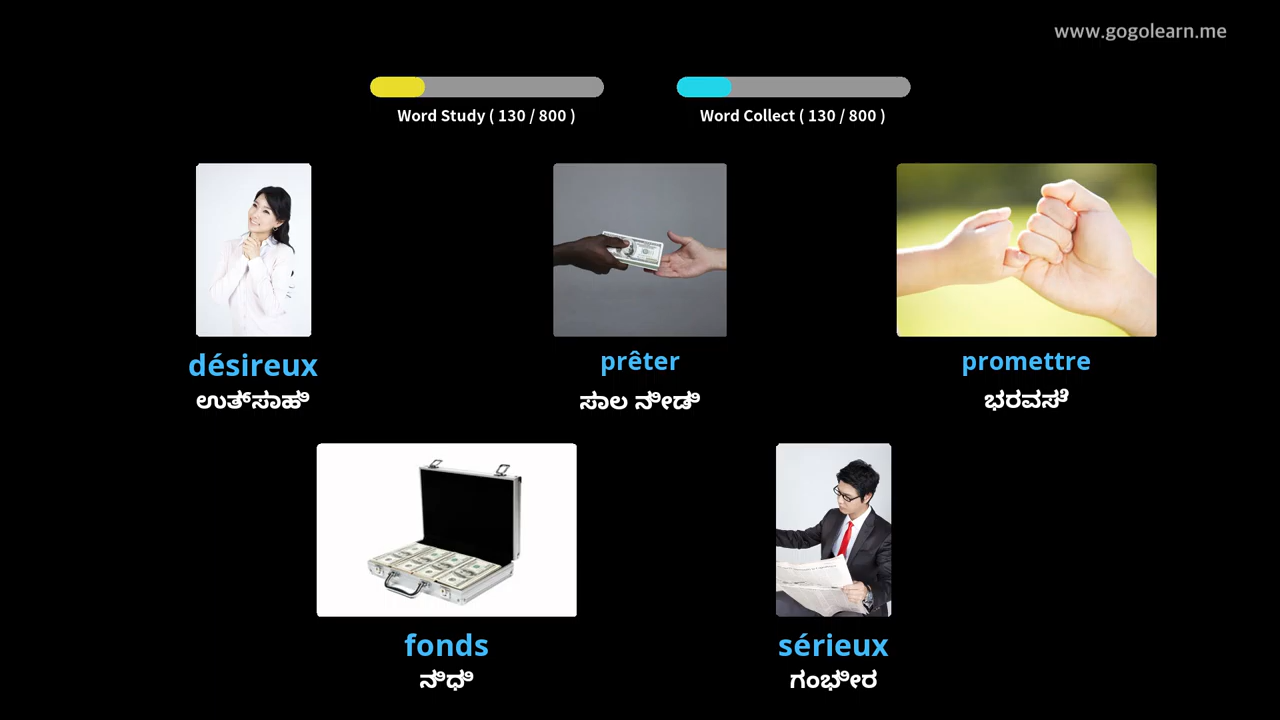 www.gogolearn.me
Word Study ( 130 / 800 )
Word Collect ( 130 / 800 )
désireux
ಉತ್ಸಾಹಿ
prêter
ಸಾಲ ನೀಡಿ
promettre
ಭರವಸೆ
fonds
ನಿಧಿ
sérieux
ಗಂಭೀರ